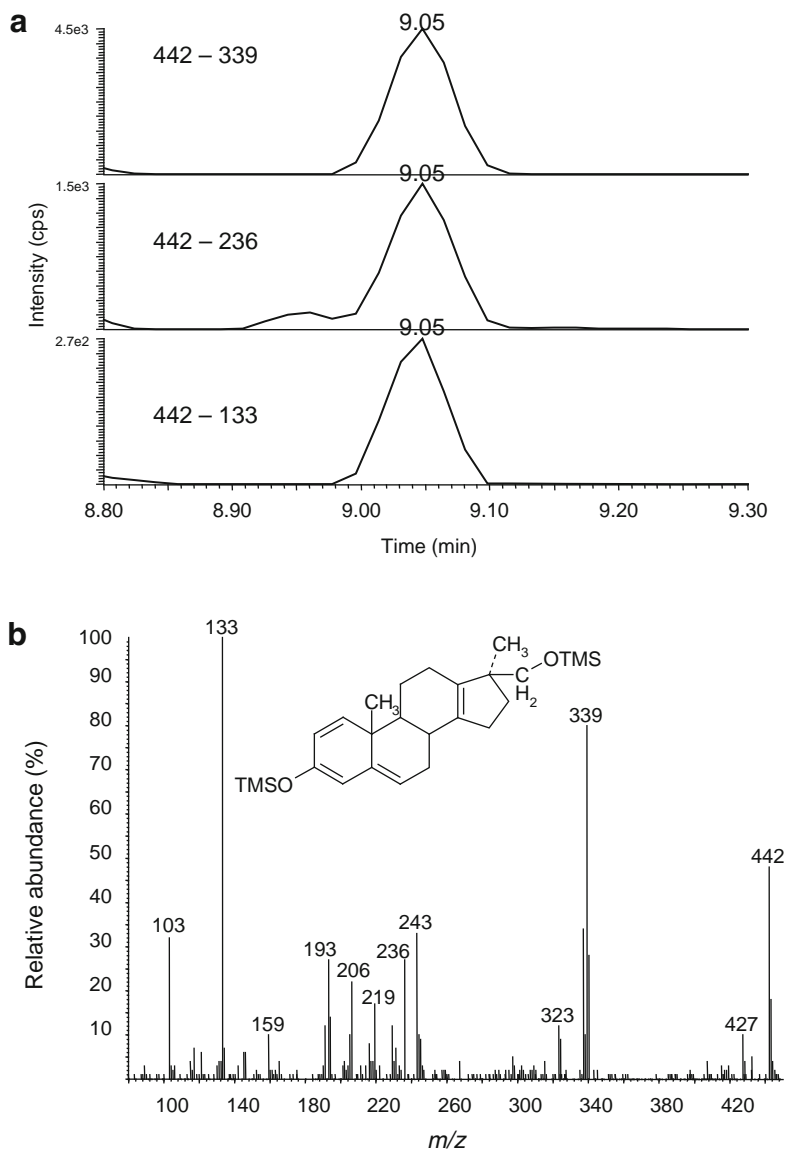 a
4.5e3
9.05
442 – 339
1.5e3
9.05
442 – 236
Intensity (cps)
2.7e2
9.05
442 – 133
8.80 8.90 9.00 9.10 9.20 9.30
Time (min)
b
100
90
80
70
60
50
40
30
20
10
Relative abundance (%)
133
CH3
OTMS
C
H2
CH3
TMSO
339
442
103
193
236
243
206
219
159
323
427
100 140 180 220 260 300 340 380 420
m/z